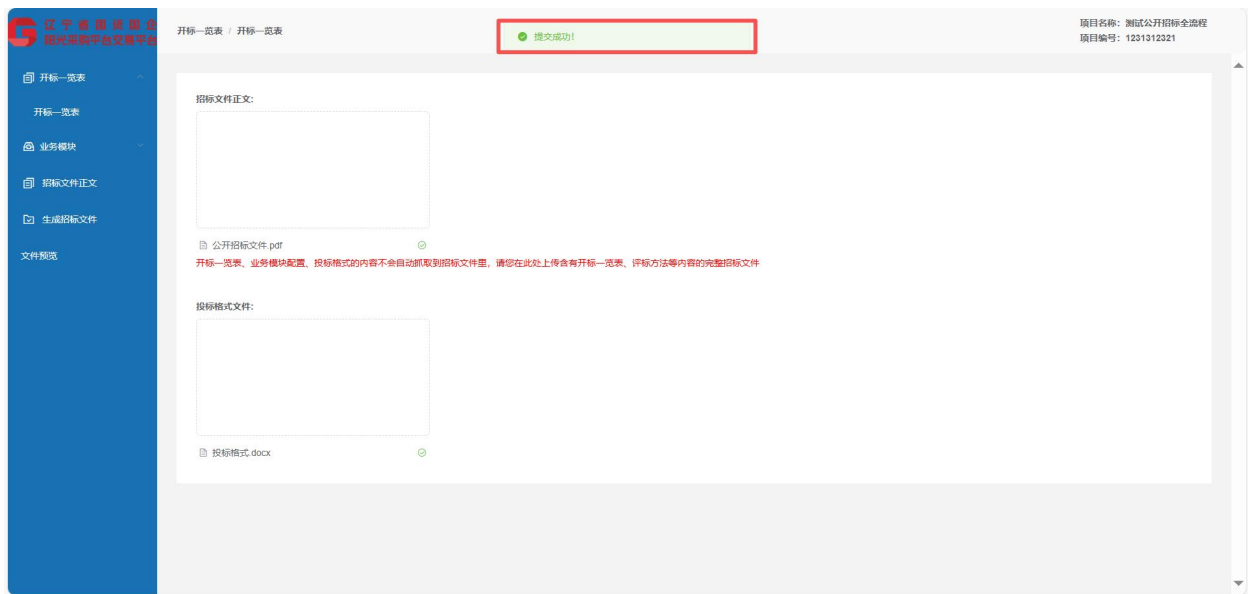 辽宁省国资国企
阳光采购平台交易平台
开标一览表 / 开标一览表
提交成功!
项目名称: 测试公开招标全流程
项目编号: 1231312321
开标一览表
开标一览表
业务模块
招标文件正文
生成招标文件
文件预览
招标文件正文:
公开招标文件.pdf
开标一览表、业务模块配置、投标格式的内容不会自动抓取到招标文件里, 请您在此处上传含有开标一览表、评标方法等内容的完整招标文件
投标格式文件:
投标格式.docx